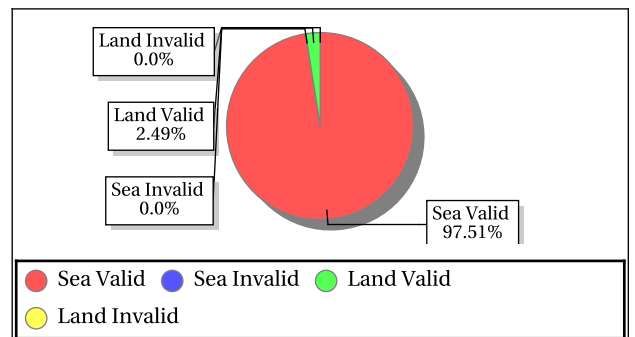 Land Invalid
0.0%
Land Valid
2.49%
Sea Invalid
0.0%
Sea Valid
97.51%
Sea Valid Sea Invalid Land Valid
Land Invalid